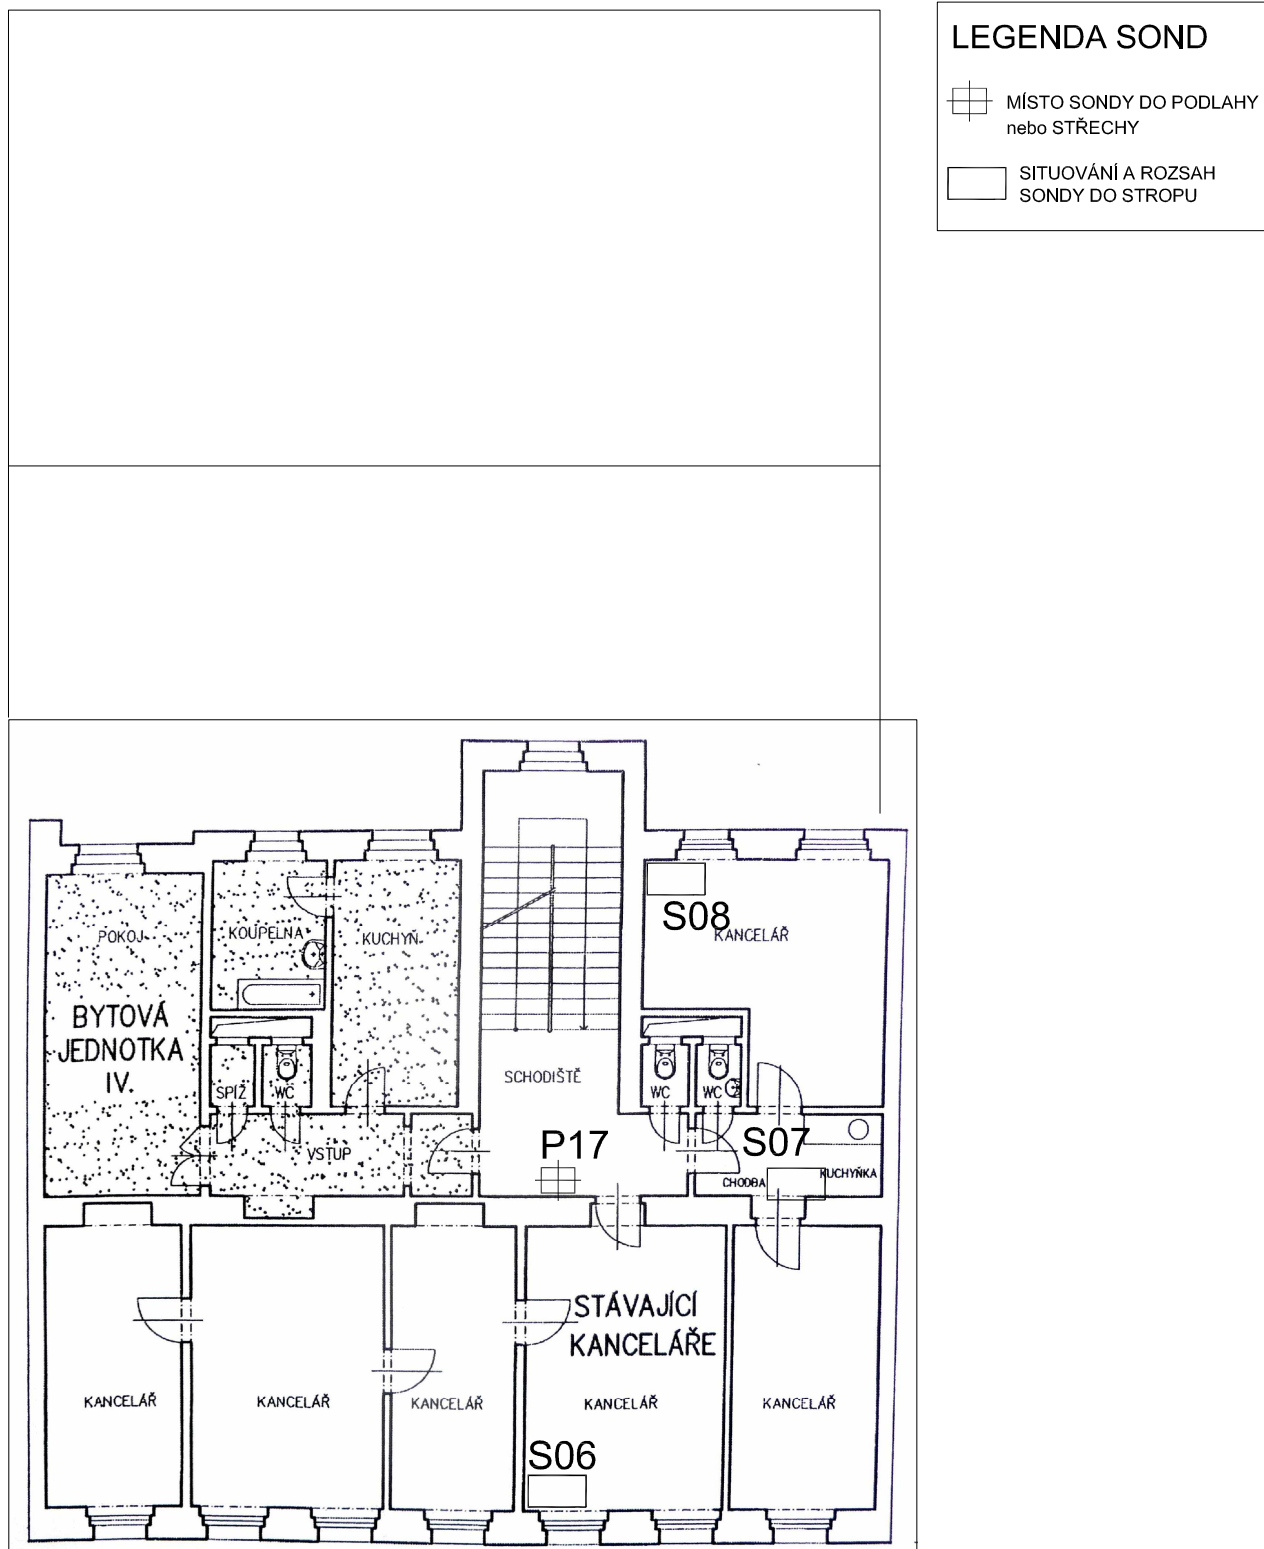 LEGENDA SOND
MÍSTO SONDY DO PODLAHY
nebo STŘECHY
SITUOVÁNÍ A ROZSAH
SONDY DO STROPU
S08
POKOJ
KOUPELNA
KUCHYŇ
KANCELÁŘ
BYTOVÁ
JEDNOTKA
IV.
SPÍŽ
WC
SCHODIŠTĚ
WC
WC
VSTUP
P17
S07
CHODBA
KUCHYŇKA
STÁVAJÍCÍ
KANCELÁŘE
KANCELÁŘ
KANCELÁŘ
KANCELÁŘ
KANCELÁŘ
KANCELÁŘ
S06